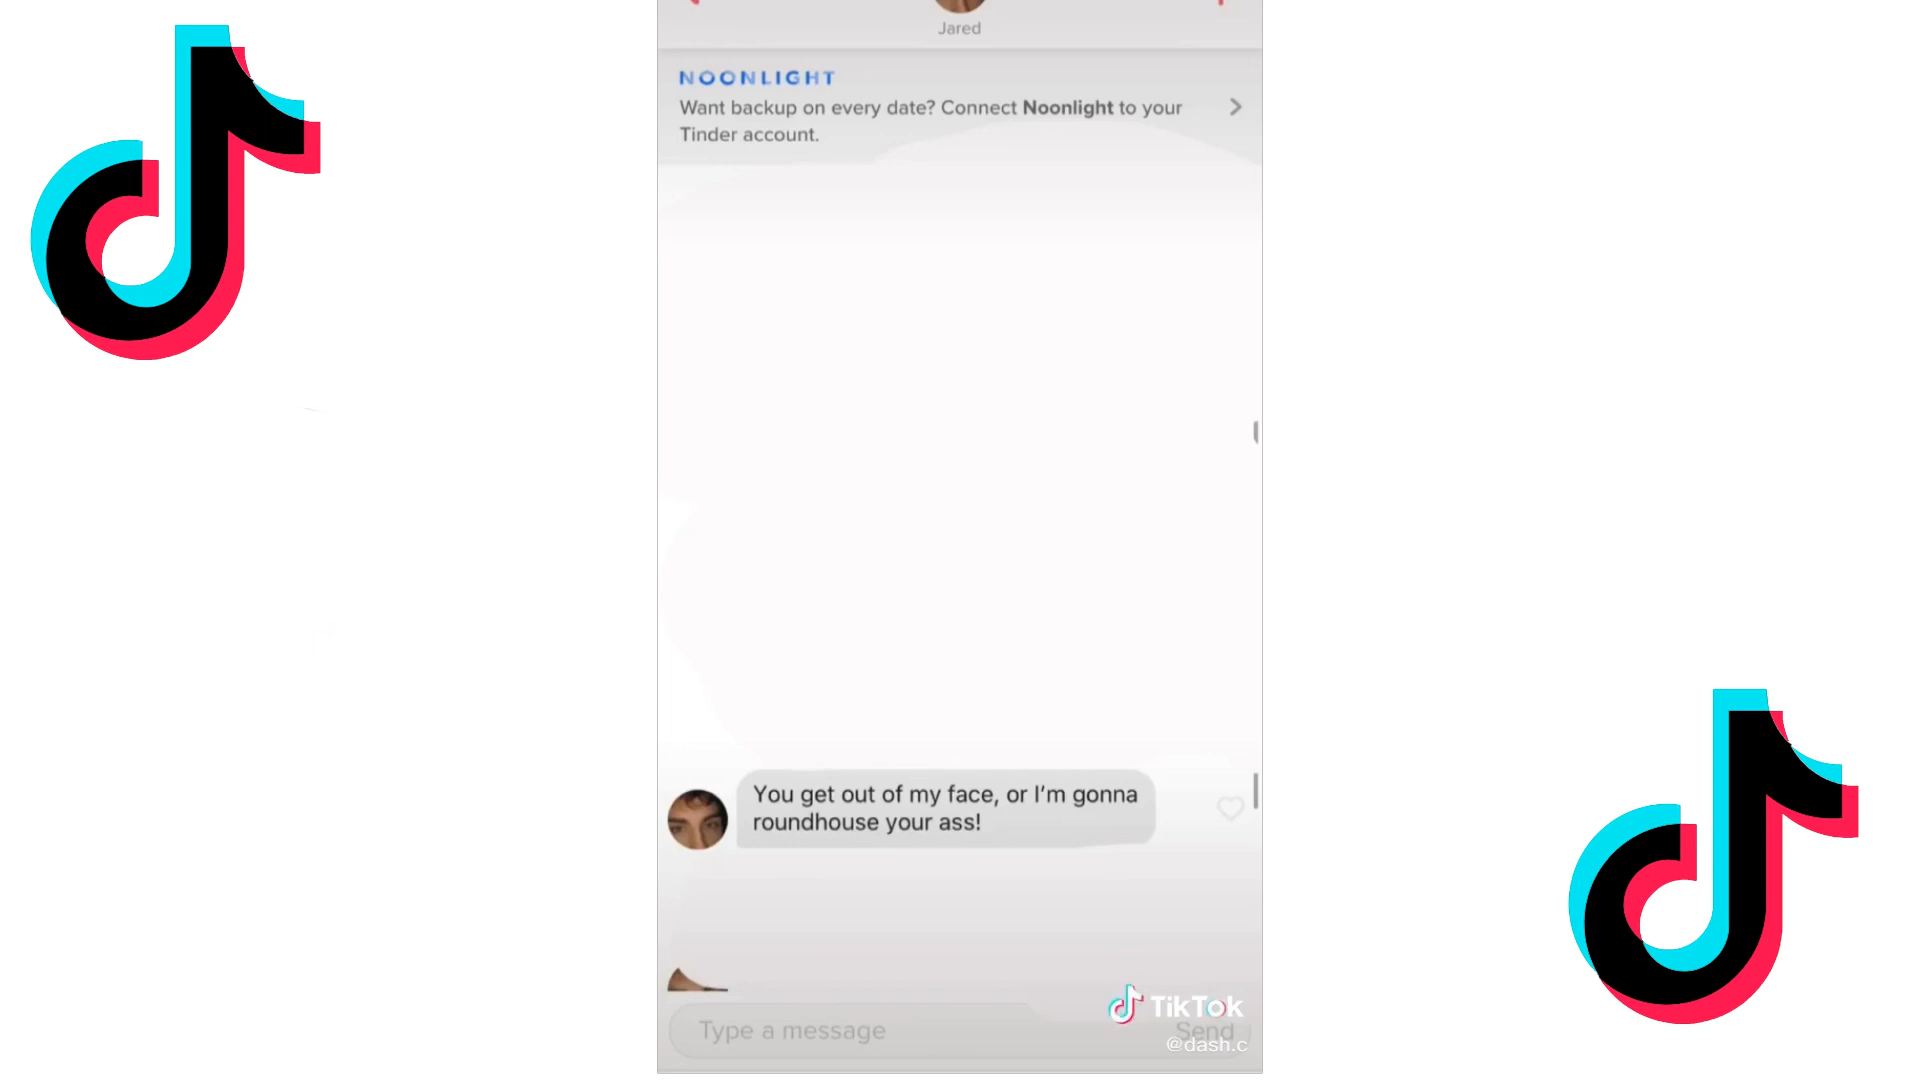 Jared
NOONLIGHT
Want backup on every date? Connect Noonlight to your
Tinder account.
You get out of my face, or I’m gonna
roundhouse your ass!
Type a message
Send
TikTok
@dash.c